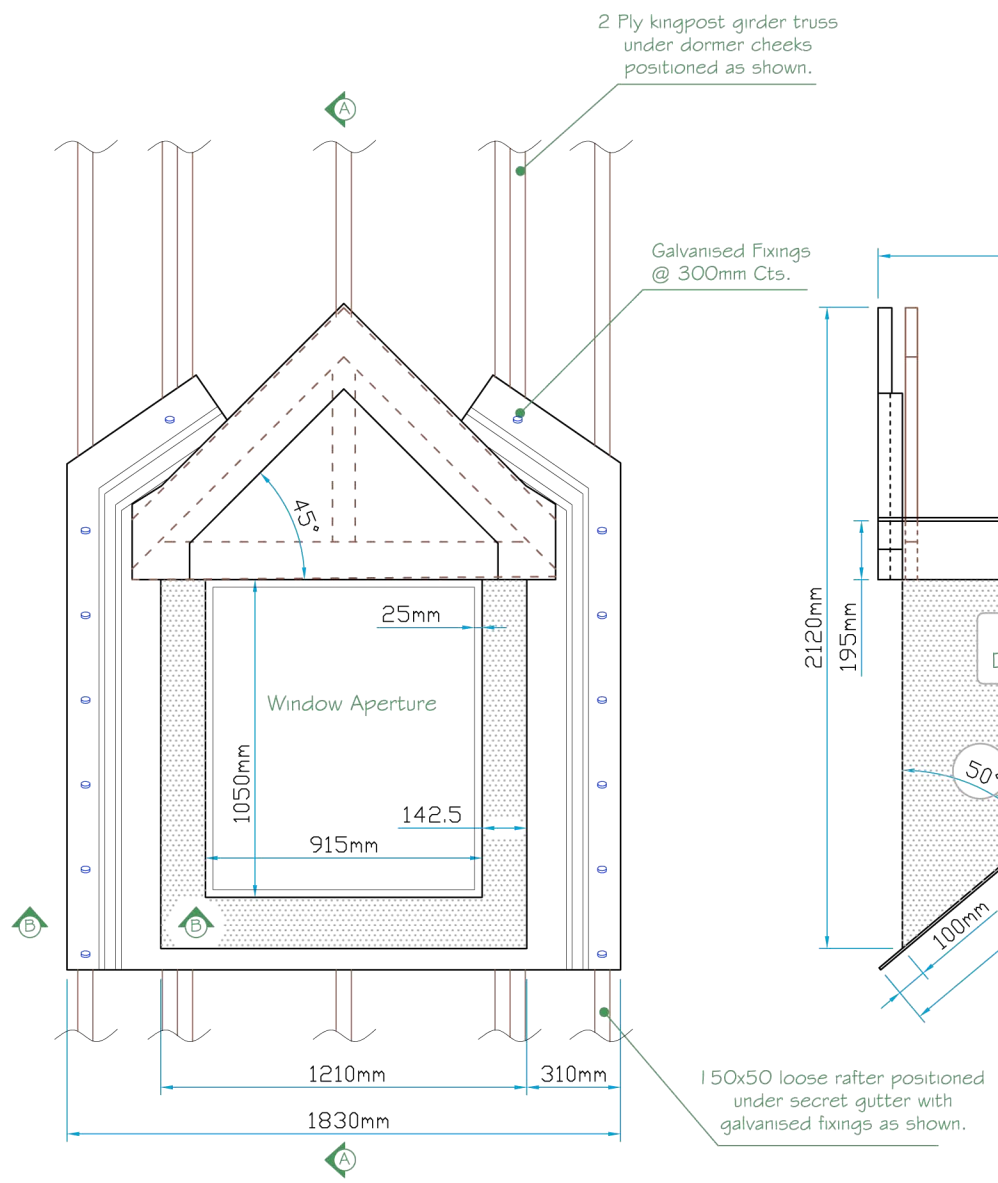 2 Ply kingpost girder truss
under dormer cheeks
positioned as shown.
A
Galvanised Fixings
@ 300mm Cts.
45°
25mm
Window Aperture
1050mm
142.5
915mm
B
B
2120mm
195mm
D
50°
100mm
1210mm
310mm
1830mm
150x50 loose rafter positioned
under secret gutter with
galvanised fixings as shown.
A